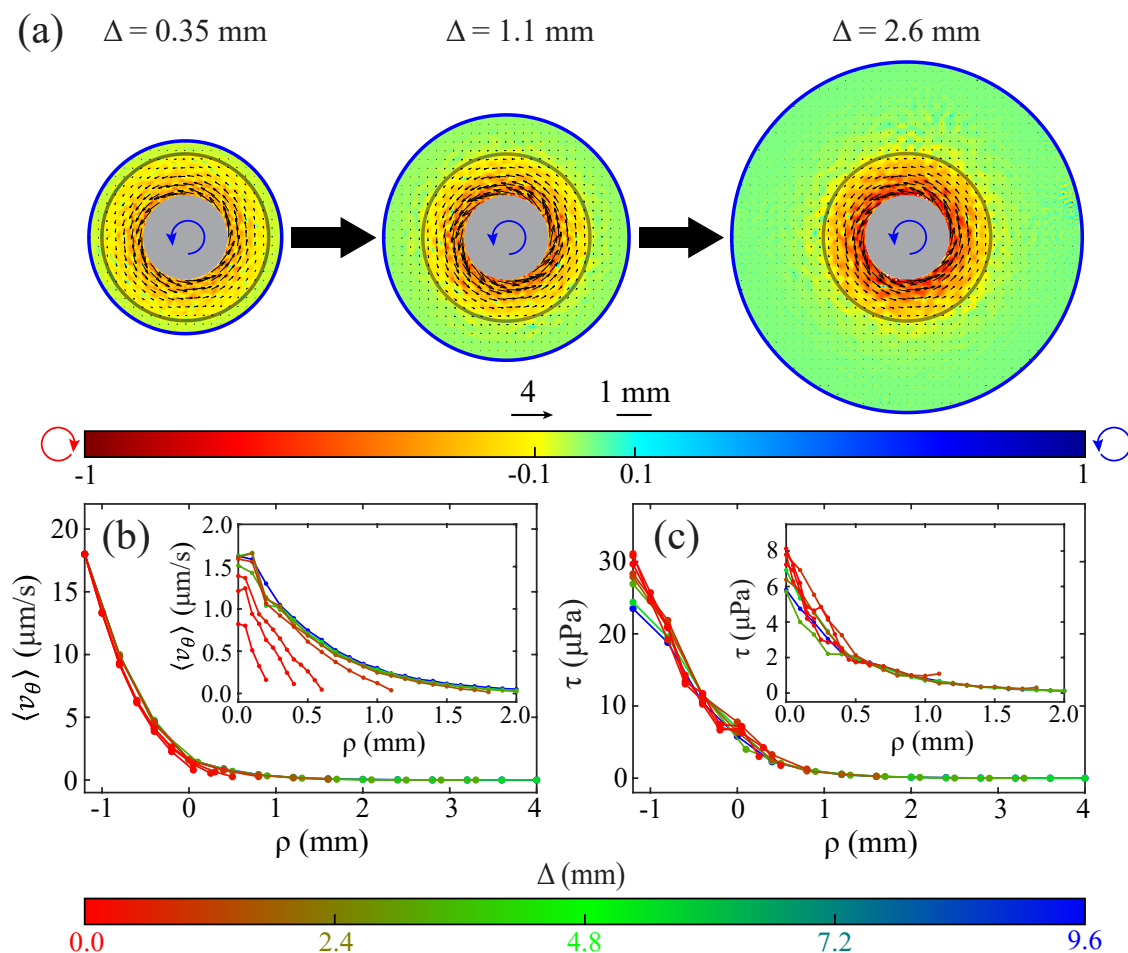 (a) Δ = 0.35 mm Δ = 1.1 mm Δ = 2.6 mm
4 1 mm
-1 -0.1 0.1 1
(b)
⟨v_θ⟩ (μm/s)
20
15
10
5
0
-1 0 1 2 3 4
ρ (mm)
⟨v_θ⟩ (μm/s)
2.0
1.5
1.0
0.5
0.0
0.0 0.5 1.0 1.5 2.0
ρ (mm)
(c)
τ (μPa)
30
20
10
0
-1 0 1 2 3 4
ρ (mm)
τ (μPa)
8
6
4
2
0
0.0 0.5 1.0 1.5 2.0
ρ (mm)
Δ (mm)
0.0 2.4 4.8 7.2 9.6